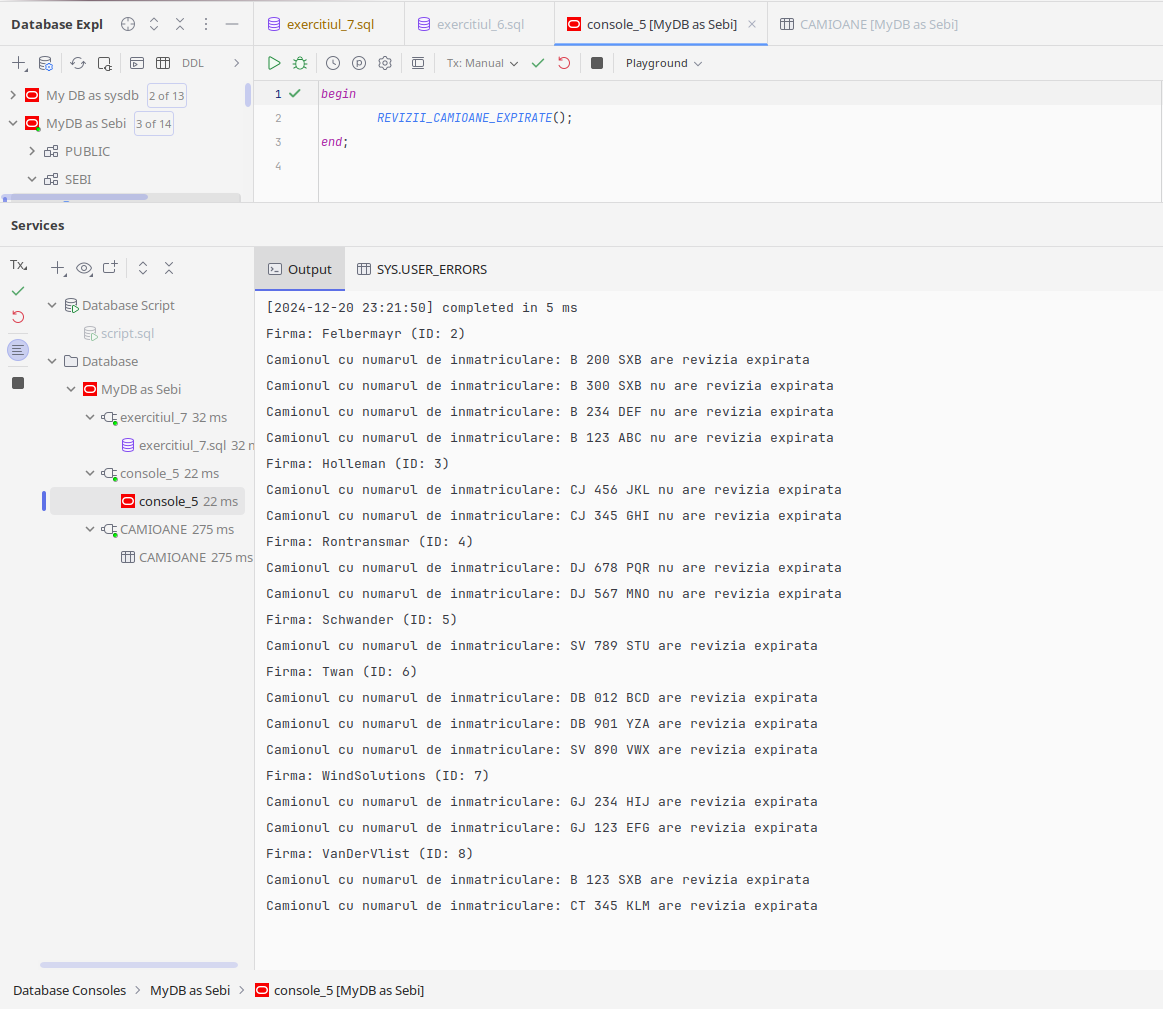 Database Expl
exercitiul_7.sql
exercitiul_6.sql
console_5 [MyDB as Sebi]
CAMIOANE [MyDB as Sebi]
DDL
Tx: Manual
Playground
My DB as sysdb 2 of 13
MyDB as Sebi 3 of 14
PUBLIC
SEBI
1 begin
2 REVIZII_CAMIOANE_EXPIRATE();
3 end;
4
Services
Tx
Database Script
script.sql
Database
MyDB as Sebi
exercitiul_7 32 ms
exercitiul_7.sql 32 m
console_5 22 ms
console_5 22 ms
CAMIOANE 275 ms
CAMIOANE 275 ms
Output
SYS.USER_ERRORS
[2024-12-20 23:21:50] completed in 5 ms
Firma: Felbermayr (ID: 2)
Camionul cu numarul de inmatriculare: B 200 SXB are revizia expirata
Camionul cu numarul de inmatriculare: B 300 SXB nu are revizia expirata
Camionul cu numarul de inmatriculare: B 234 DEF nu are revizia expirata
Camionul cu numarul de inmatriculare: B 123 ABC nu are revizia expirata
Firma: Holleman (ID: 3)
Camionul cu numarul de inmatriculare: CJ 456 JKL nu are revizia expirata
Camionul cu numarul de inmatriculare: CJ 345 GHI nu are revizia expirata
Firma: Rontransmar (ID: 4)
Camionul cu numarul de inmatriculare: DJ 678 PQR nu are revizia expirata
Camionul cu numarul de inmatriculare: DJ 567 MNO nu are revizia expirata
Firma: Schwander (ID: 5)
Camionul cu numarul de inmatriculare: SV 789 STU are revizia expirata
Firma: Twan (ID: 6)
Camionul cu numarul de inmatriculare: DB 012 BCD are revizia expirata
Camionul cu numarul de inmatriculare: DB 901 YZA are revizia expirata
Camionul cu numarul de inmatriculare: SV 890 VWX are revizia expirata
Firma: WindSolutions (ID: 7)
Camionul cu numarul de inmatriculare: GJ 234 HIJ are revizia expirata
Camionul cu numarul de inmatriculare: GJ 123 EFG are revizia expirata
Firma: VanDerVlist (ID: 8)
Camionul cu numarul de inmatriculare: B 123 SXB are revizia expirata
Camionul cu numarul de inmatriculare: CT 345 KLM are revizia expirata
Database Consoles > MyDB as Sebi > console_5 [MyDB as Sebi]